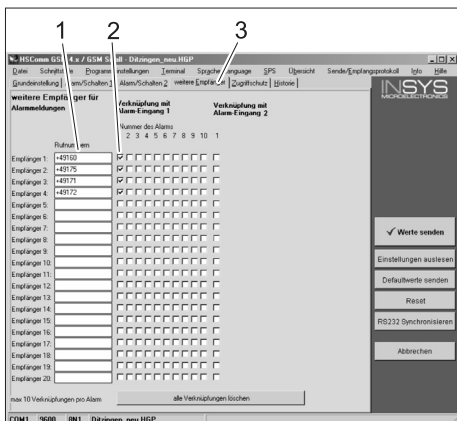 1 2 3
HSComm GSM 4.x / GSM Small - Ditzingen_neu.HGP
Datei Schnittstelle Programmeinstellungen Terminal Sprache/Language SPS Übersicht Sende/Empfangsprotokoll Info Hilfe
Grundeinstellung Alarm/Schalten 1 Alarm/Schalten 2 weitere Empfänger Zugriffschutz Historie
weitere Empfänger für
Alarmmeldungen
Verknüpfung mit
Alarm-Eingang 1
Verknüpfung mit
Alarm-Eingang 2
INSYS
MICROELECTRONICS
Nummer des Alarms
2 3 4 5 6 7 8 9 10 1
Rufnummern
Empfänger 1: +49160
Empfänger 2: +49175
Empfänger 3: +49171
Empfänger 4: +49172
Empfänger 5:
Empfänger 6:
Empfänger 7:
Empfänger 8:
Empfänger 9:
Empfänger 10:
Empfänger 11:
Empfänger 12:
Empfänger 13:
Empfänger 14:
Empfänger 15:
Empfänger 16:
Empfänger 17:
Empfänger 18:
Empfänger 19:
Empfänger 20:
Werte senden
Einstellungen auslesen
Defaultwerte senden
Reset
RS232 Synchronisieren
Abbrechen
max 10 Verknüpfungen pro Alarm
alle Verknüpfungen löschen
COM1 9600 8N1 Ditzingen_neu.HGP